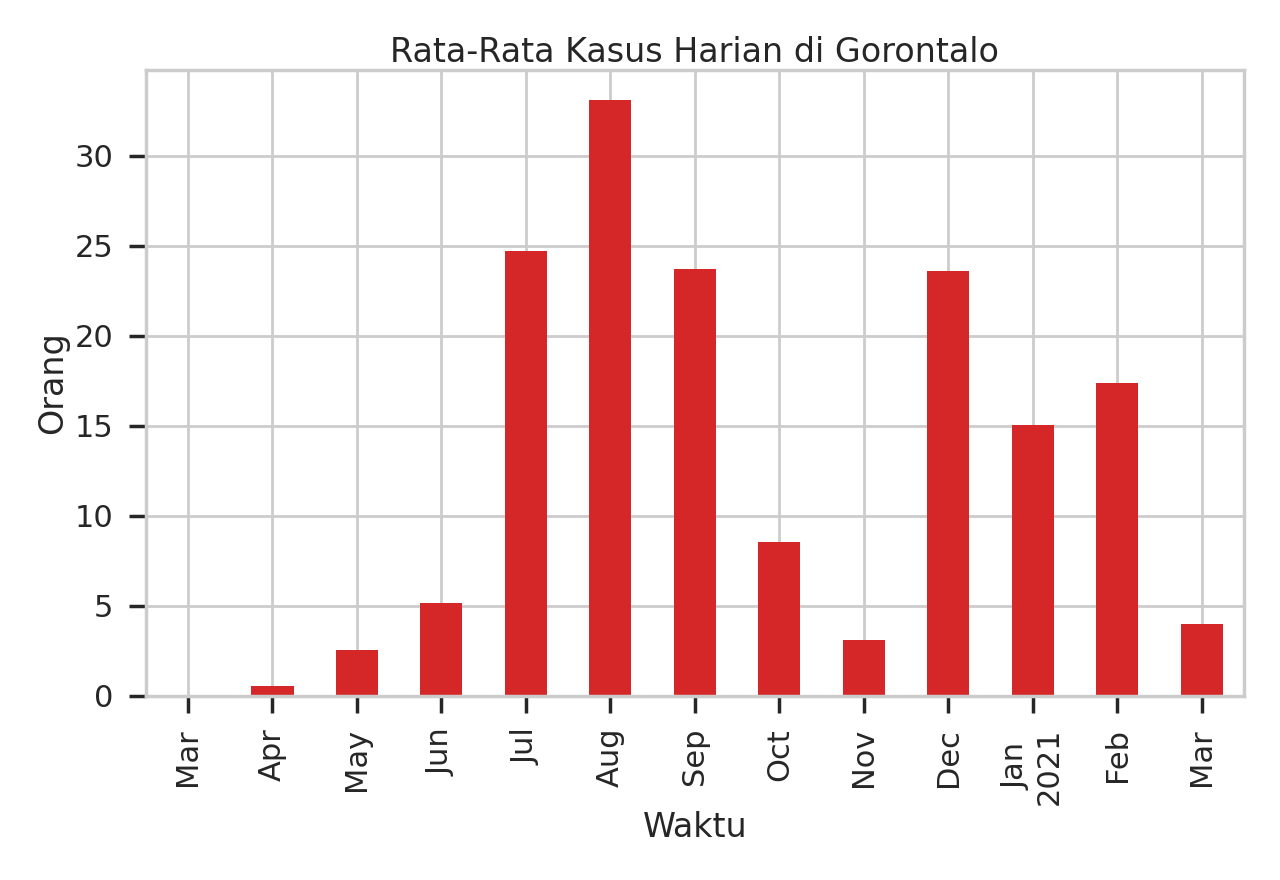 Rata-Rata Kasus Harian di Gorontalo
Orang
30
25
20
15
10
5
0
Mar
Apr
May
Jun
Jul
Aug
Sep
Oct
Nov
Dec
Jan
2021
Feb
Mar
Waktu